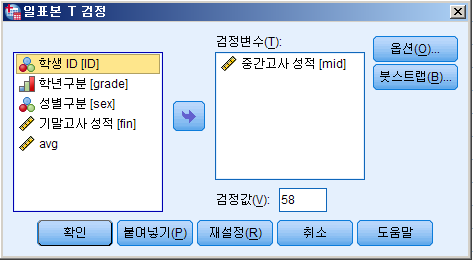 일표본 T 검정
학생 ID [ID]
학년구분 [grade]
성별구분 [sex]
기말고사 성적 [fin]
avg
검정변수(T):
중간고사 성적 [mid]
검정값(V): 58
옵션(O)...
붓스트랩(B)...
확인 붙여넣기(P) 재설정(R) 취소 도움말